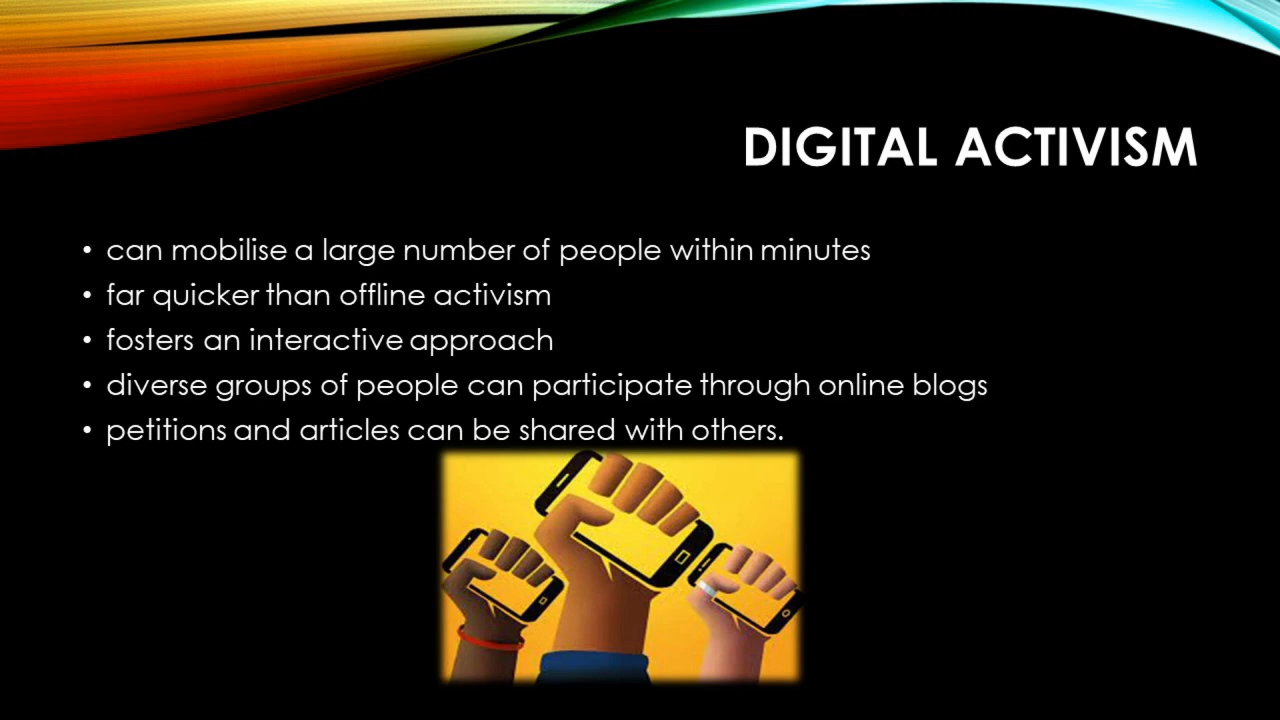 DIGITAL ACTIVISM
• can mobilise a large number of people within minutes
• far quicker than offline activism
• fosters an interactive approach
• diverse groups of people can participate through online blogs
• petitions and articles can be shared with others.